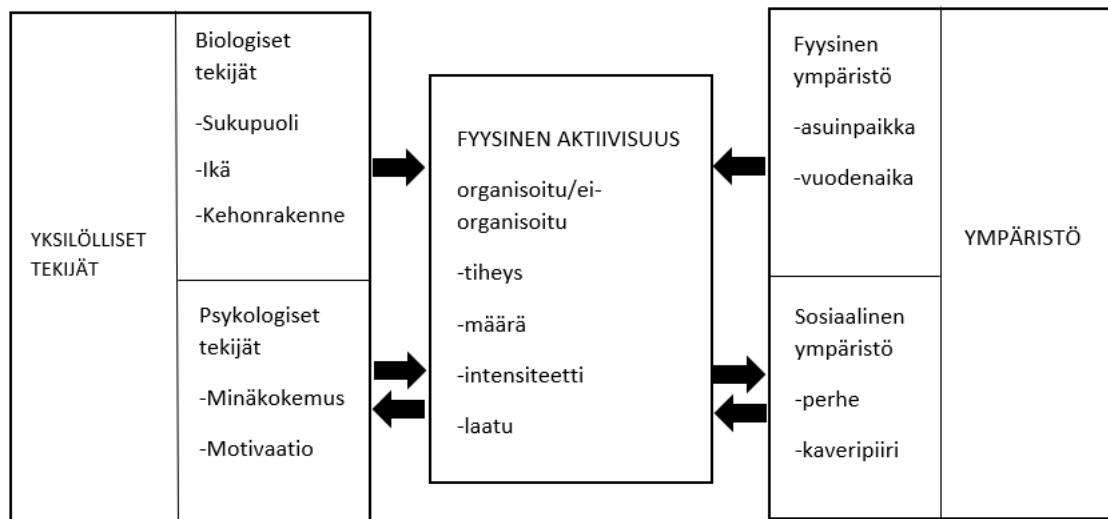 YKSILÖLLISET
TEKIJÄT
Biologiset
tekijät
-Sukupuoli
-Ikä
-Kehonrakenne
Psykologiset
tekijät
-Minäkokemus
-Motivaatio
FYYSINEN AKTIIVISUUS
organisoitu/ei-
organisoitu
-tiheys
-määrä
-intensiteetti
-laatu
Fyysinen
ympäristö
-asuinpaikka
-vuodenaika
Sosiaalinen
ympäristö
-perhe
-kaveripiiri
YMPÄRISTÖ